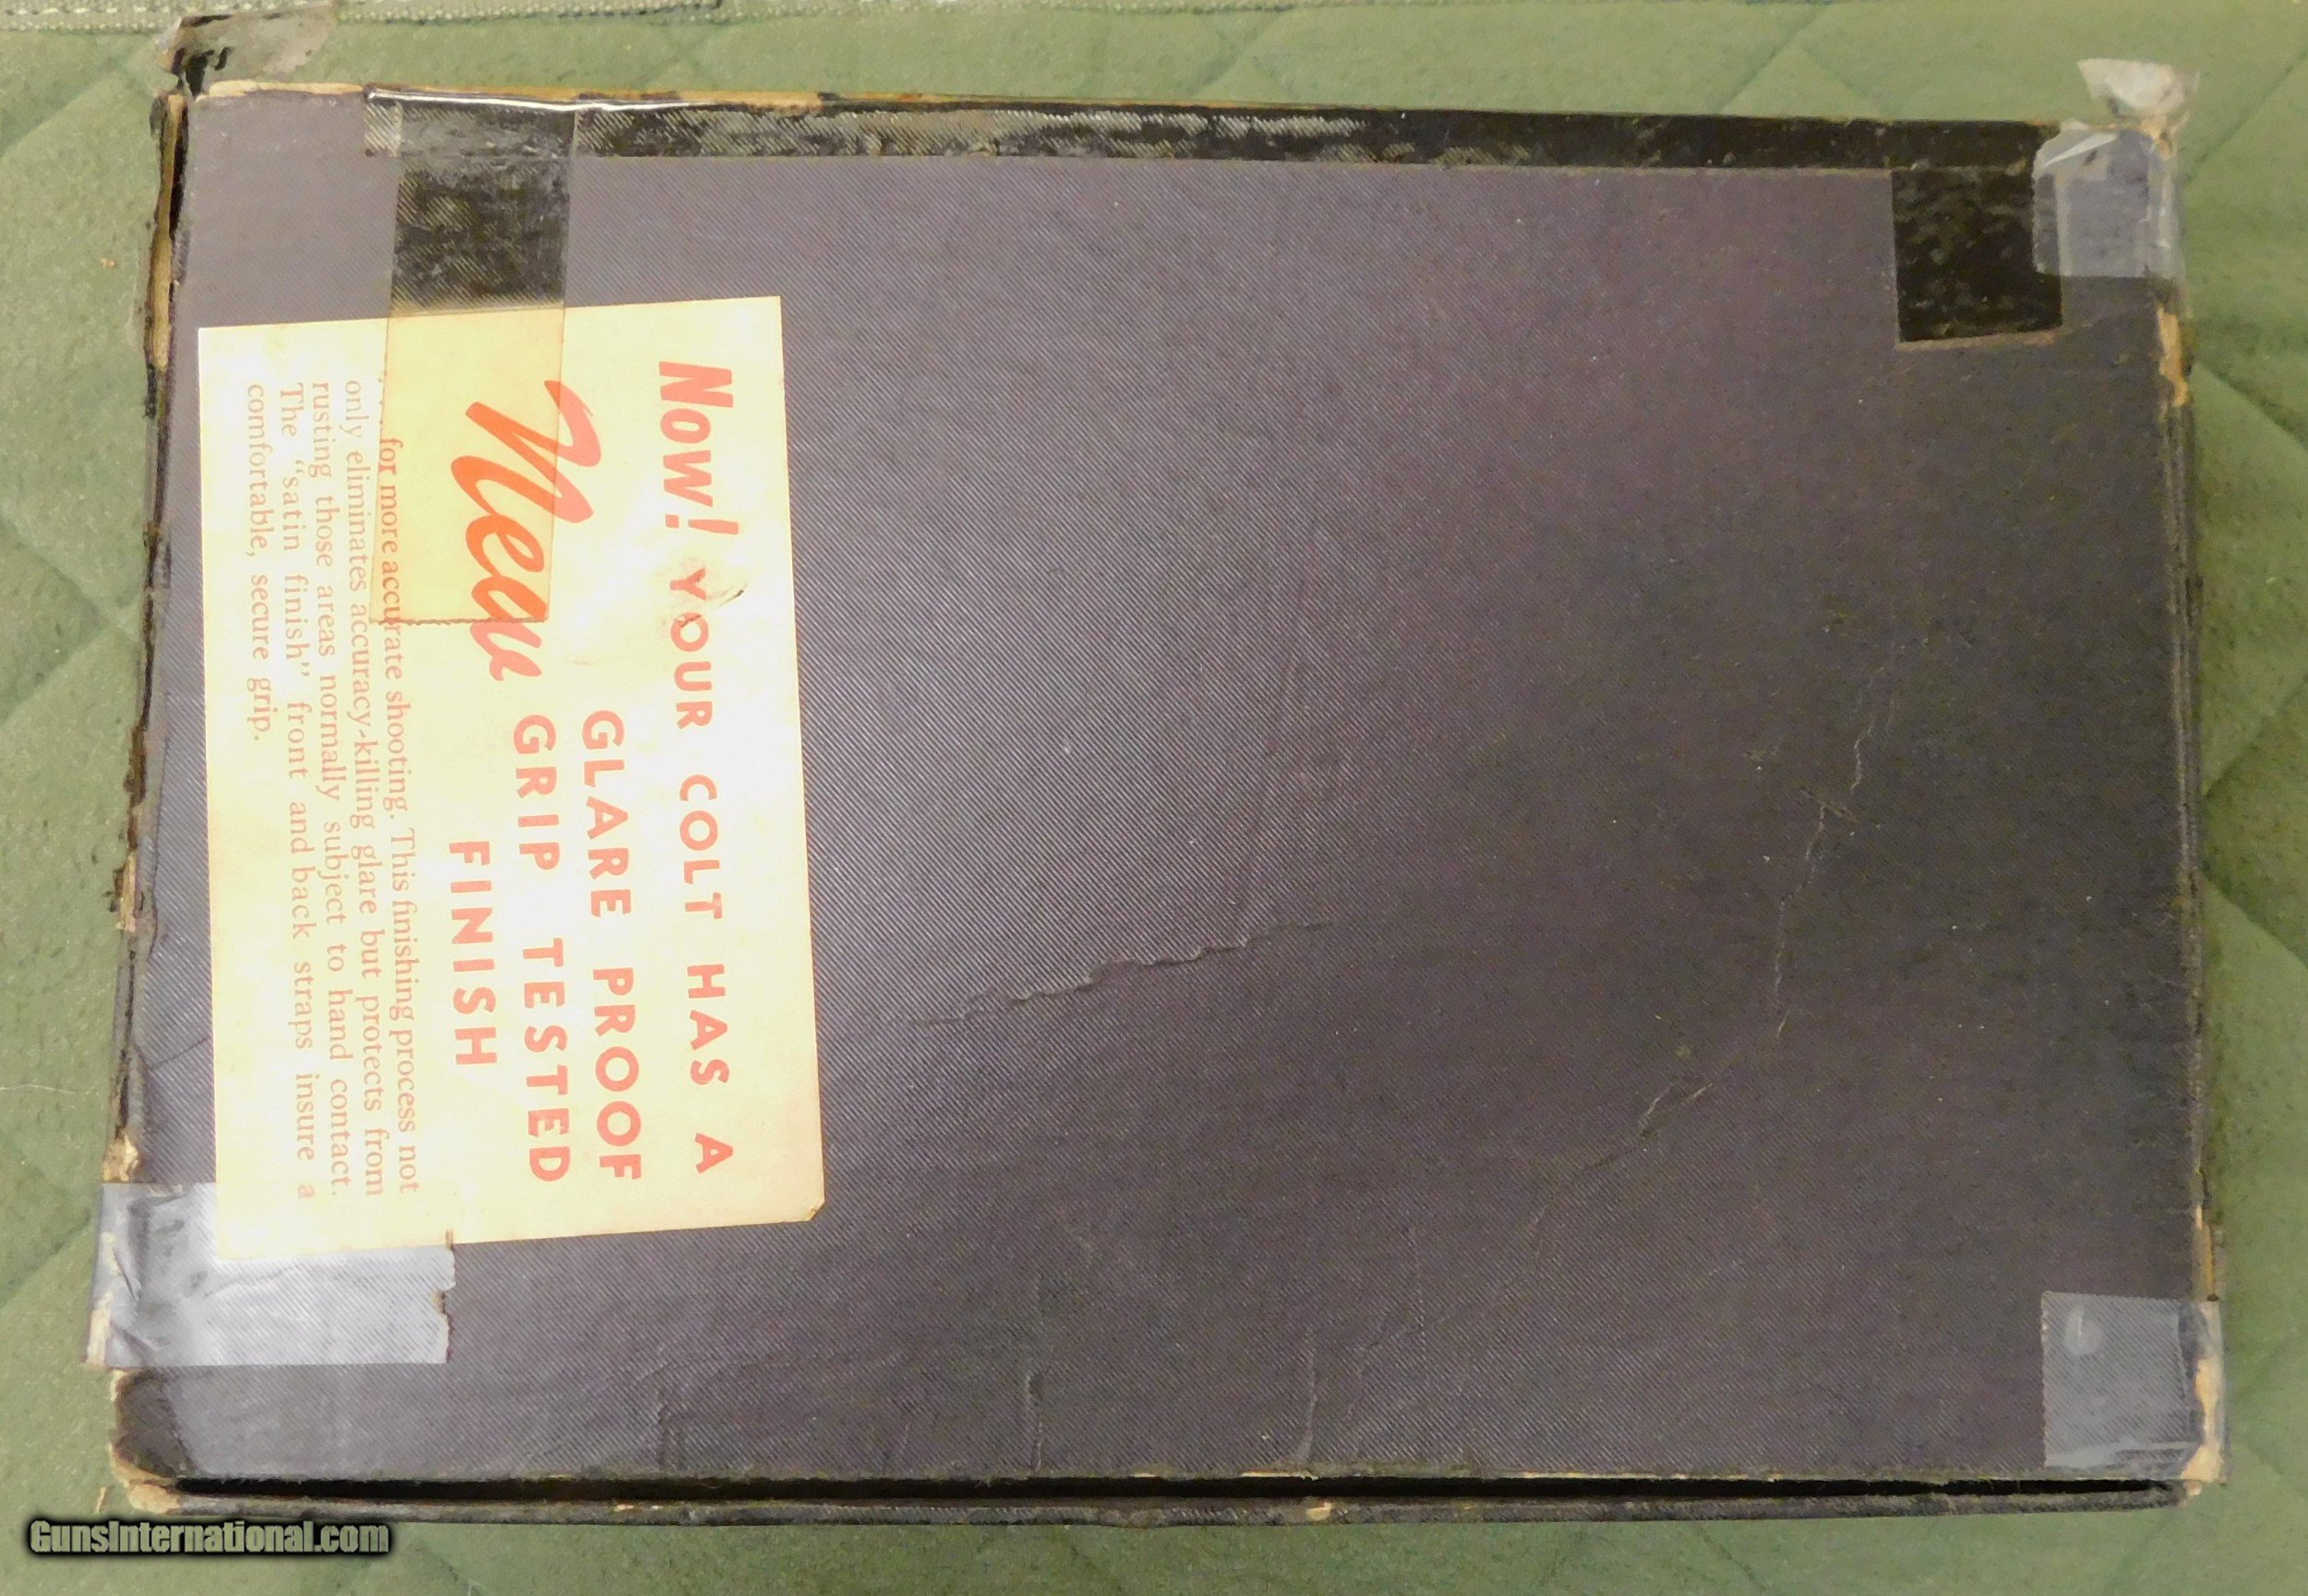 Now! YOUR COLT HAS A
New GLARE PROOF
GRIP TESTED
FINISH
for more accurate shooting. This finishing process not
only eliminates accuracy-killing glare but protects from
rusting those areas normally subject to hand contact.
The "satin finish" front and back straps insure a
comfortable, secure grip.
GunsInternational.com